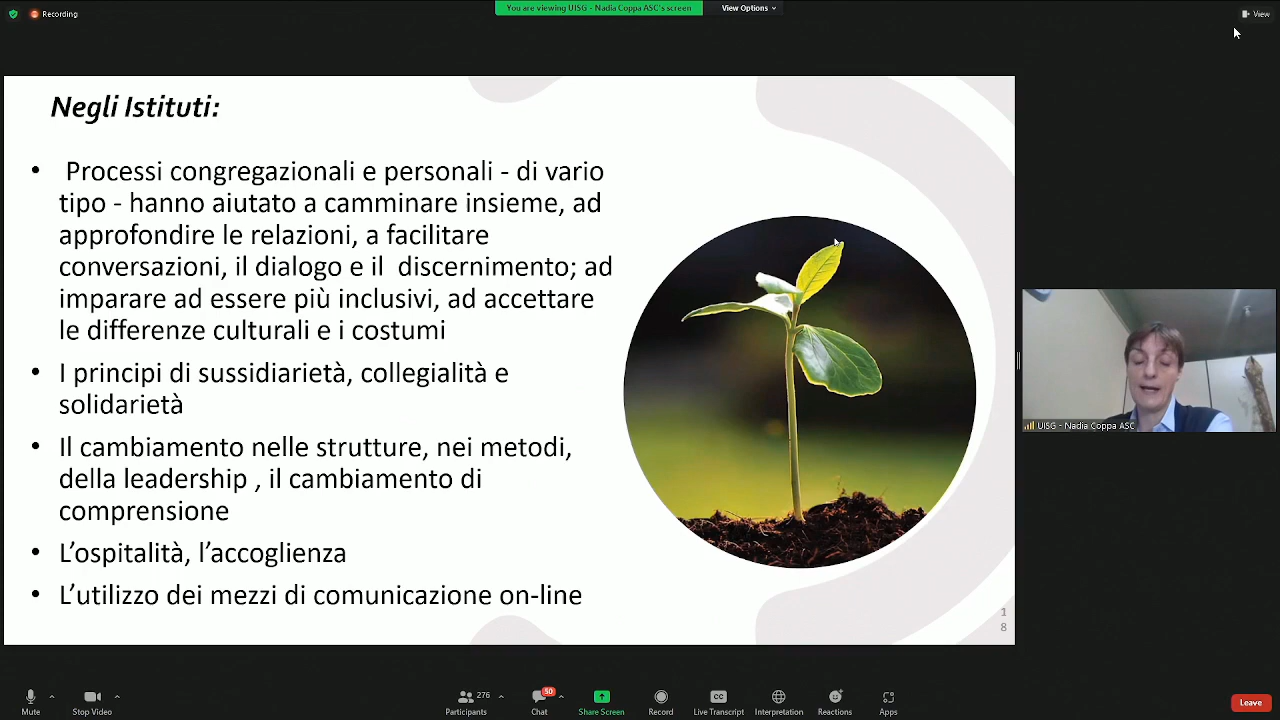 Recording
You are viewing UISG - Nadia Coppa ASC's screen
View Options
View
Negli Istituti:
• Processi congregazionali e personali - di vario
tipo - hanno aiutato a camminare insieme, ad
approfondire le relazioni, a facilitare
conversazioni, il dialogo e il  discernimento; ad
imparare ad essere più inclusivi, ad accettare
le differenze culturali e i costumi
• I principi di sussidiarietà, collegialità e
solidarietà
• Il cambiamento nelle strutture, nei metodi,
della leadership , il cambiamento di
comprensione
• L’ospitalità, l’accoglienza
• L’utilizzo dei mezzi di comunicazione on-line
1
8
UISG - Nadia Coppa ASC
Mute
Stop Video
276
Participants
50
Chat
Share Screen
Record
CC
Live Transcript
Interpretation
Reactions
Apps
Leave